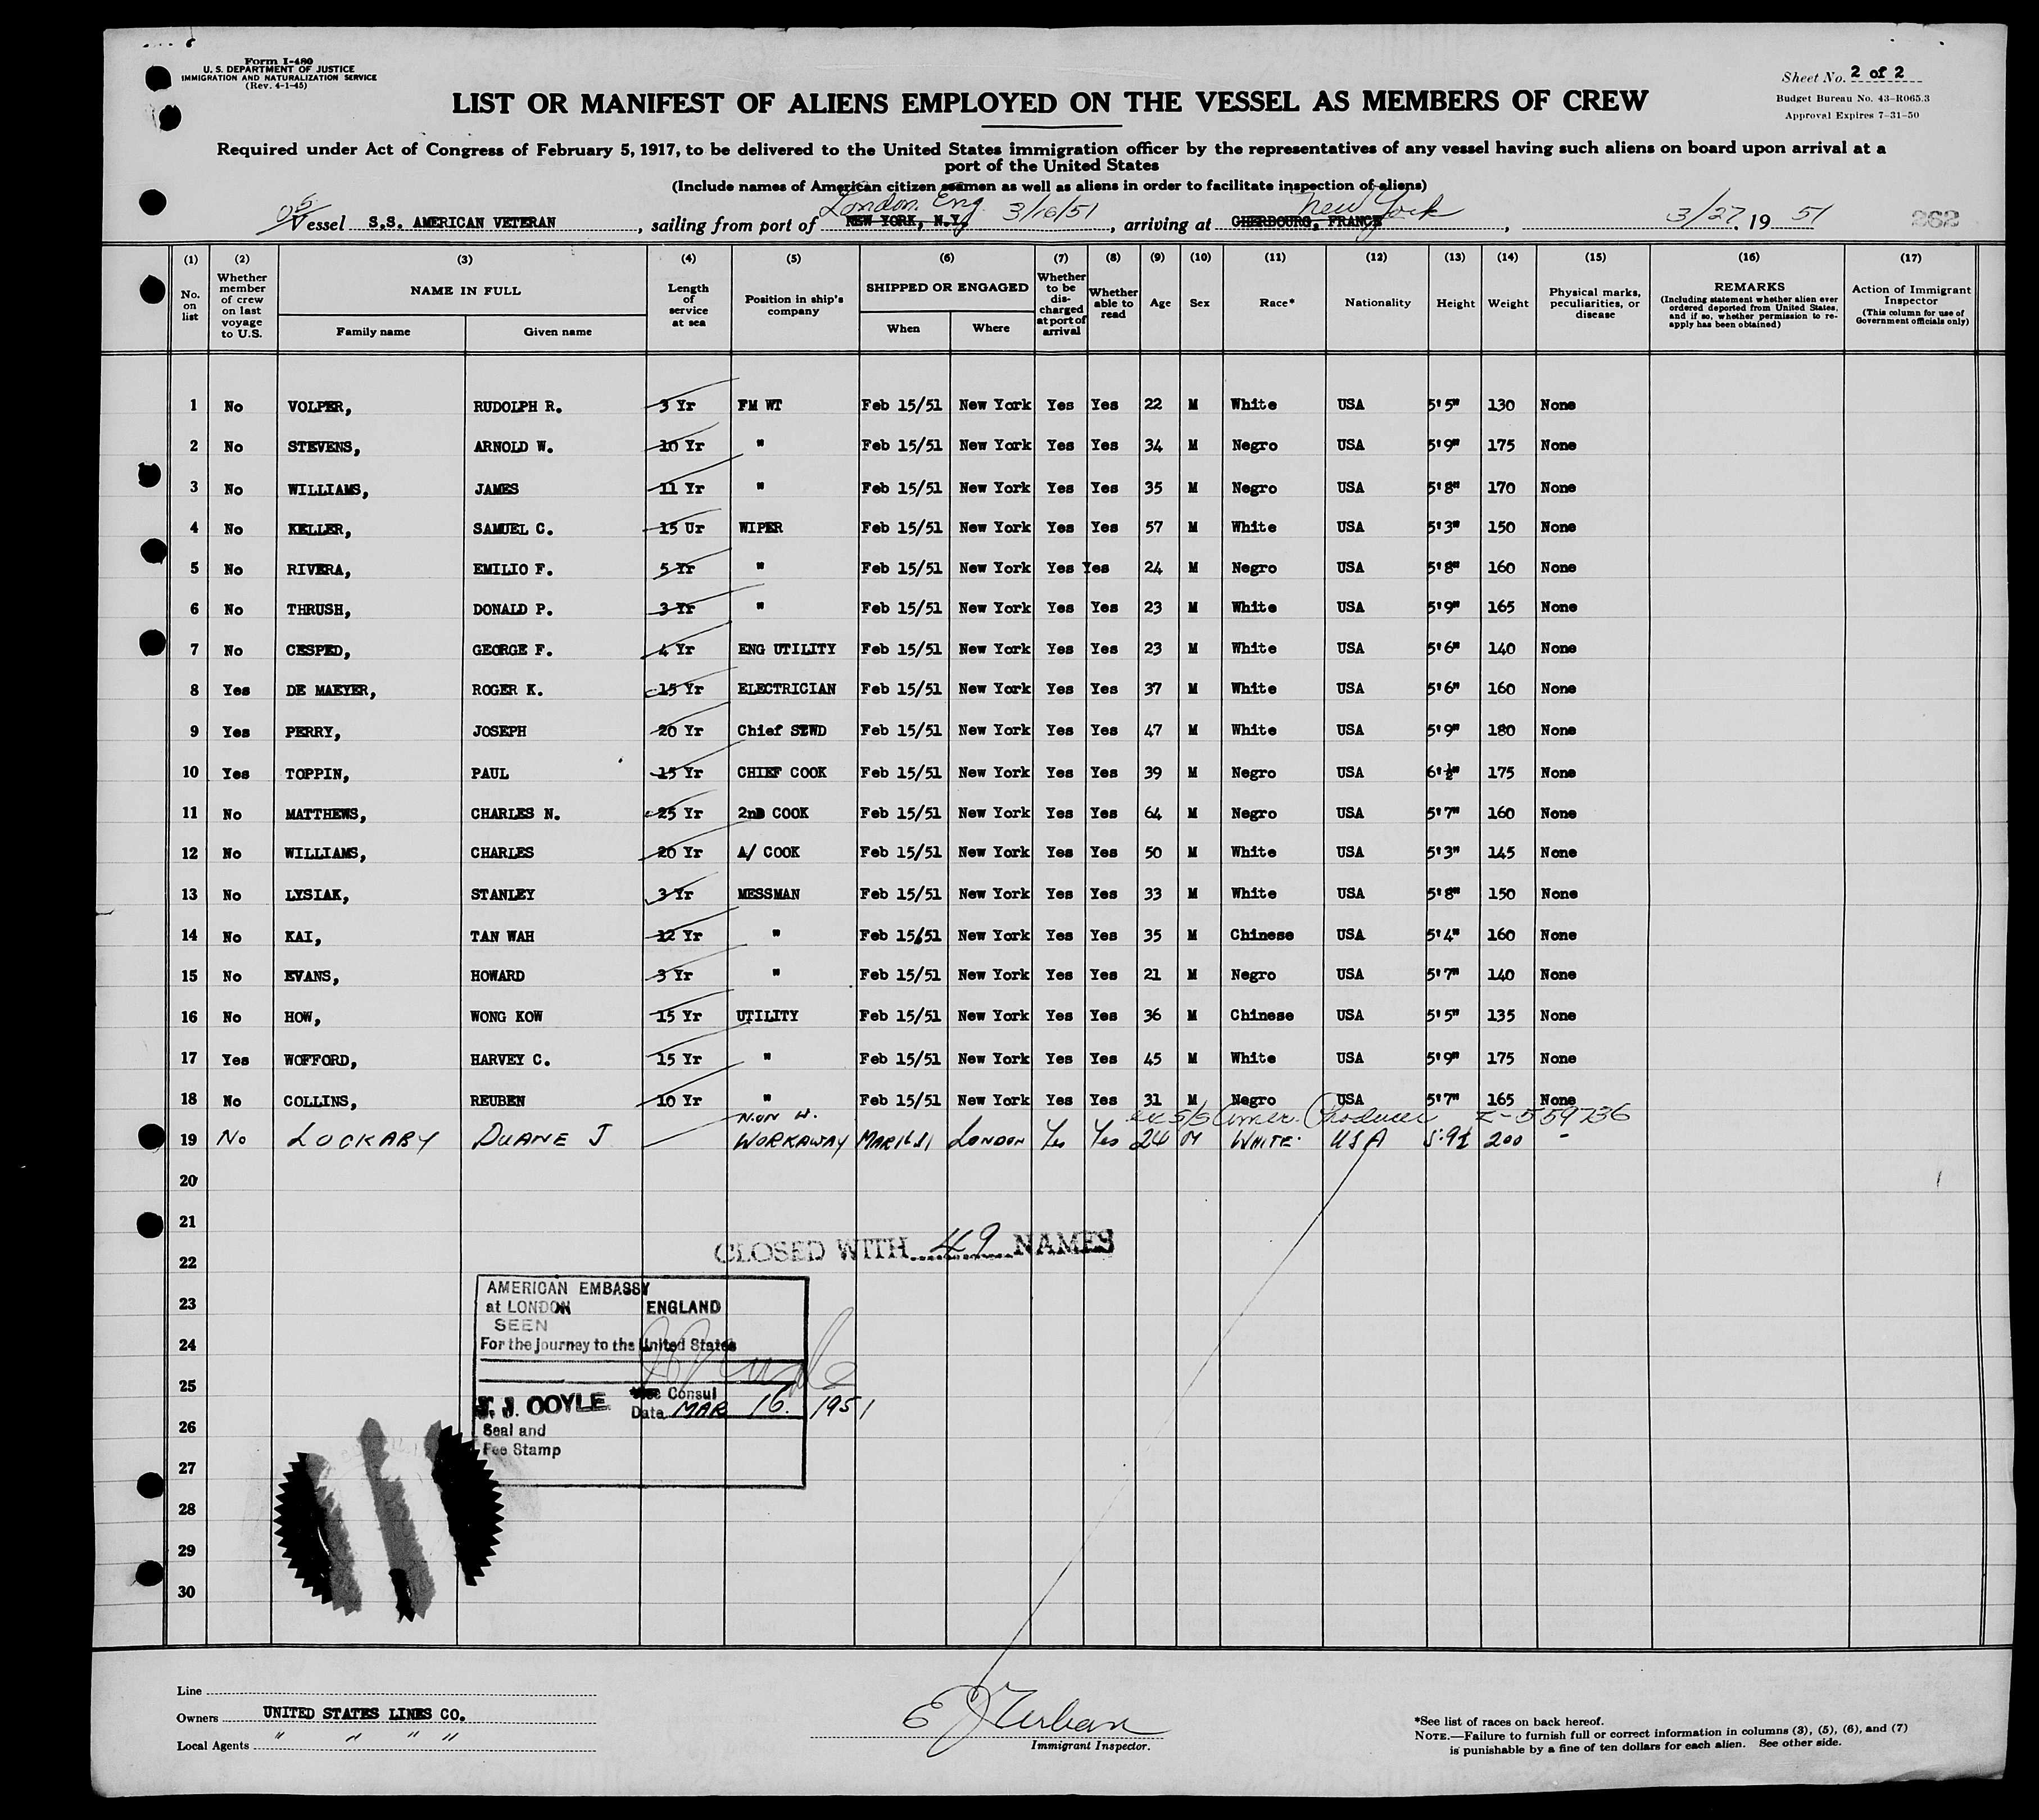 Form I-480
U. S. DEPARTMENT OF JUSTICE
IMMIGRATION AND NATURALIZATION SERVICE
(Rev. 4-1-45)
Sheet No. 2 of 2
Budget Bureau No. 43-R065.3
Approval Expires 7-31-50
LIST OR MANIFEST OF ALIENS EMPLOYED ON THE VESSEL AS MEMBERS OF CREW
Required under Act of Congress of February 5, 1917, to be delivered to the United States immigration officer by the representatives of any vessel having such aliens on board upon arrival at a
port of the United States
(Include names of American citizen seamen as well as aliens in order to facilitate inspection of aliens)
London, Eng. 3/16/51 New York
Vessel S.S. AMERICAN VETERAN, sailing from port of NEW YORK, N.Y., arriving at CHERBOURG, FRANCE, 3/27, 19 51 262
(1) (2) (3) (4) (5) (6) (7) (8) (9) (10) (11) (12) (13) (14) (15) (16) (17)
No. on list
Whether member of crew on last voyage to U.S.
NAME IN FULL
Family name Given name
Length of service at sea
Position in ship's company
SHIPPED OR ENGAGED
When Where
Whether to be discharged at port of arrival
Whether able to read
Age Sex Race* Nationality Height Weight
Physical marks, peculiarities, or disease
REMARKS
(Including statement whether alien ever ordered deported from United States, and if so, whether permission to re-apply has been obtained)
Action of Immigrant Inspector
(This column for use of Government officials only)
1 No VOLPER, RUDOLPH R. 3 Yr FM WT Feb 15/51 New York Yes Yes 22 M White USA 5'5" 130 None
2 No STEVENS, ARNOLD W. 10 Yr " Feb 15/51 New York Yes Yes 34 M Negro USA 5'9" 175 None
3 No WILLIAMS, JAMES 11 Yr " Feb 15/51 New York Yes Yes 35 M Negro USA 5'8" 170 None
4 No KELLER, SAMUEL C. 15 Ur WIPER Feb 15/51 New York Yes Yes 57 M White USA 5'3" 150 None
5 No RIVERA, EMILIO F. 5 Yr " Feb 15/51 New York Yes Yes 24 M Negro USA 5'8" 160 None
6 No THRUSH, DONALD P. 3 Yr " Feb 15/51 New York Yes Yes 23 M White USA 5'9" 165 None
7 No CESPED, GEORGE F. 4 Yr ENG UTILITY Feb 15/51 New York Yes Yes 23 M White USA 5'6" 140 None
8 Yes DE MAEYER, ROGER K. 15 Yr ELECTRICIAN Feb 15/51 New York Yes Yes 37 M White USA 5'6" 160 None
9 Yes PERRY, JOSEPH 20 Yr Chief STWD Feb 15/51 New York Yes Yes 47 M White USA 5'9" 180 None
10 Yes TOPPIN, PAUL 15 Yr CHIEF COOK Feb 15/51 New York Yes Yes 39 M Negro USA 6'½" 175 None
11 No MATTHEWS, CHARLES N. 25 Yr 2nD COOK Feb 15/51 New York Yes Yes 64 M Negro USA 5'7" 160 None
12 No WILLIAMS, CHARLES 20 Yr A/ COOK Feb 15/51 New York Yes Yes 50 M White USA 5'3" 145 None
13 No LYSIAK, STANLEY 3 Yr MESSMAN Feb 15/51 New York Yes Yes 33 M White USA 5'8" 150 None
14 No KAI, TAN WAH 12 Yr " Feb 15/51 New York Yes Yes 35 M Chinese USA 5'4" 160 None
15 No EVANS, HOWARD 3 Yr " Feb 15/51 New York Yes Yes 21 M Negro USA 5'7" 140 None
16 No HOW, WONG KOW 15 Yr UTILITY Feb 15/51 New York Yes Yes 36 M Chinese USA 5'5" 135 None
17 Yes WOFFORD, HARVEY C. 15 Yr " Feb 15/51 New York Yes Yes 45 M White USA 5'9" 175 None
18 No COLLINS, REUBEN 10 Yr " Feb 15/51 New York Yes Yes 31 M Negro USA 5'7" 165 None
NON W. ex S/S Amer. Producer Z-559736
19 No LOCKABY DUANE J WORKAWAY MAR 16 51 LONDON Yes Yes 24 M WHITE USA 5'9½ 200 -
20
21
CLOSED WITH 49 NAMES
22
AMERICAN EMBASSY
23
at LONDON ENGLAND
SEEN
24
For the journey to the United States
25
J. J. COYLE Vice Consul
Date MAR 16. 1951
26
Seal and
Fee Stamp
27
28
29
30
Line
Owners UNITED STATES LINES CO.
Local Agents " " " "
E J Terban
Immigrant Inspector.
*See list of races on back hereof.
NOTE.—Failure to furnish full or correct information in columns (3), (5), (6), and (7)
is punishable by a fine of ten dollars for each alien. See other side.